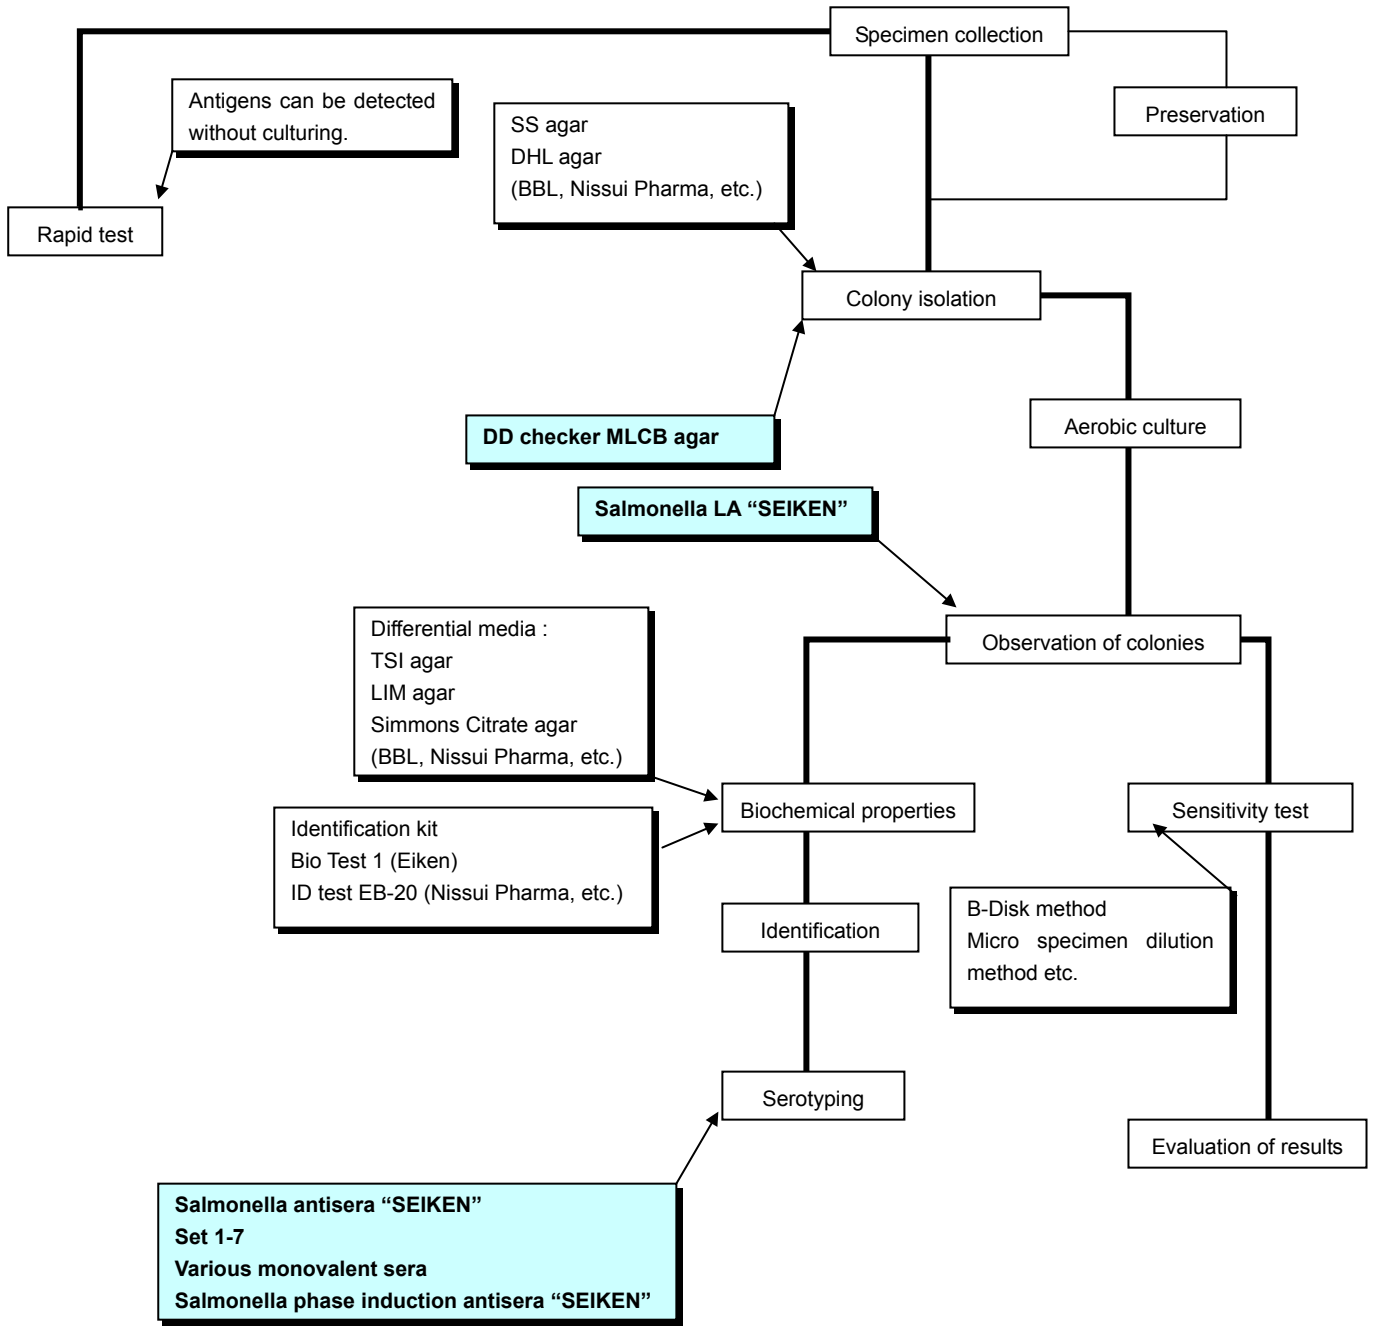 Specimen collection
Antigens can be detected
without culturing.
SS agar
DHL agar
(BBL, Nissui Pharma, etc.)
Preservation
Rapid test
Colony isolation
DD checker MLCB agar
Aerobic culture
Salmonella LA “SEIKEN”
Differential media :
TSI agar
LIM agar
Simmons Citrate agar
(BBL, Nissui Pharma, etc.)
Observation of colonies
Identification kit
Bio Test 1 (Eiken)
ID test EB-20 (Nissui Pharma, etc.)
Biochemical properties
Sensitivity test
B-Disk method
Micro specimen dilution
method etc.
Identification
Serotyping
Evaluation of results
Salmonella antisera “SEIKEN”
Set 1-7
Various monovalent sera
Salmonella phase induction antisera “SEIKEN”